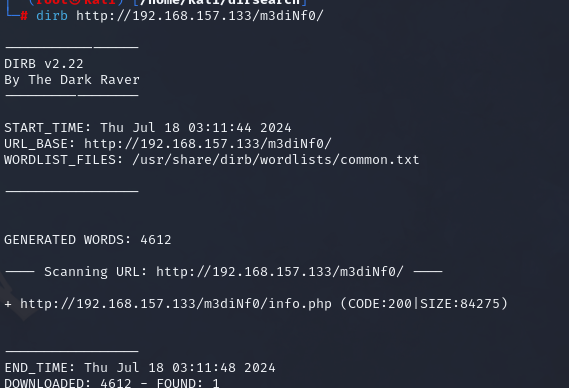 (root㉿kali) [/home/kali/dirsearch]
└─# dirb http://192.168.157.133/m3diNf0/
-----------------
DIRB v2.22
By The Dark Raver
-----------------
START_TIME: Thu Jul 18 03:11:44 2024
URL_BASE: http://192.168.157.133/m3diNf0/
WORDLIST_FILES: /usr/share/dirb/wordlists/common.txt
-----------------
GENERATED WORDS: 4612
---- Scanning URL: http://192.168.157.133/m3diNf0/ ----
+ http://192.168.157.133/m3diNf0/info.php (CODE:200|SIZE:84275)
-----------------
END_TIME: Thu Jul 18 03:11:48 2024
DOWNLOADED: 4612 - FOUND: 1